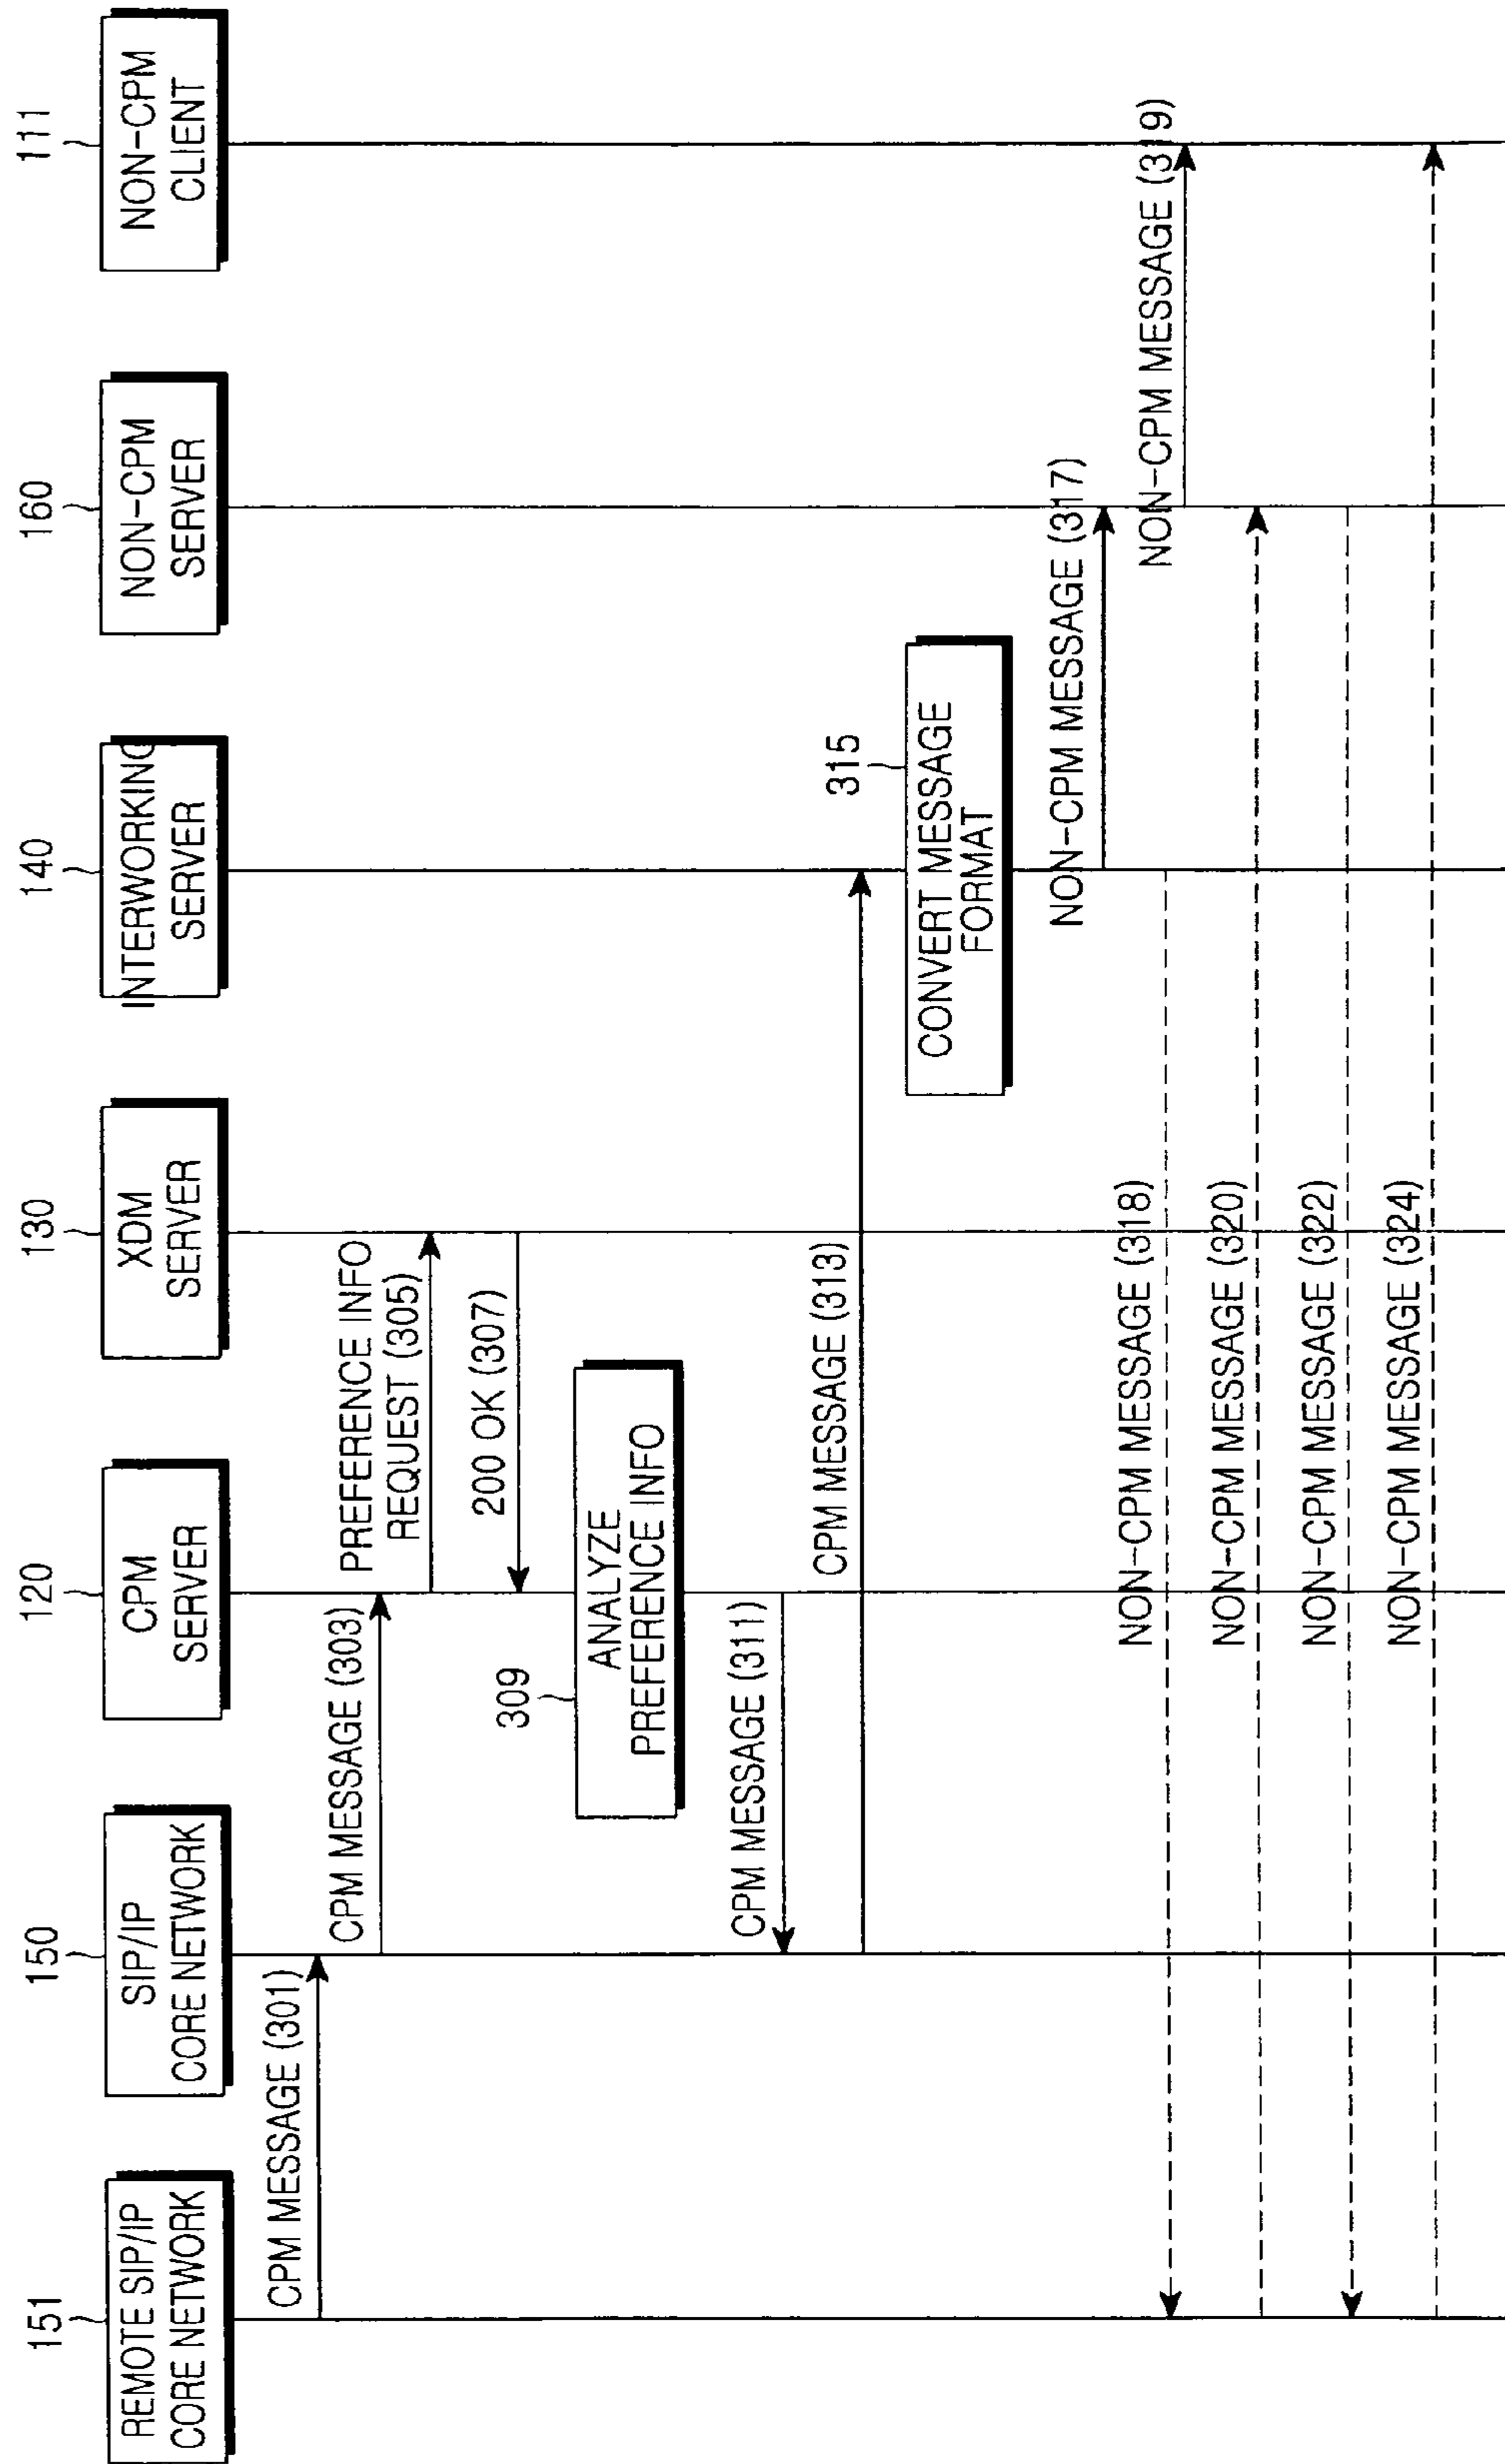 151
REMOTE SIP/IP
CORE NETWORK
150
SIP/IP
CORE NETWORK
120
CPM
SERVER
130
XDM
SERVER
140
INTERWORKING
SERVER
160
NON-CPM
SERVER
111
NON-CPM
CLIENT
CPM MESSAGE (301)
CPM MESSAGE (303)
PREFERENCE INFO
REQUEST (305)
200 OK (307)
309
ANALYZE
PREFERENCE INFO
CPM MESSAGE (311)
CPM MESSAGE (313)
315
CONVERT MESSAGE
FORMAT
NON-CPM MESSAGE (317)
NON-CPM MESSAGE (318)
NON-CPM MESSAGE (319)
NON-CPM MESSAGE (320)
NON-CPM MESSAGE (322)
NON-CPM MESSAGE (324)